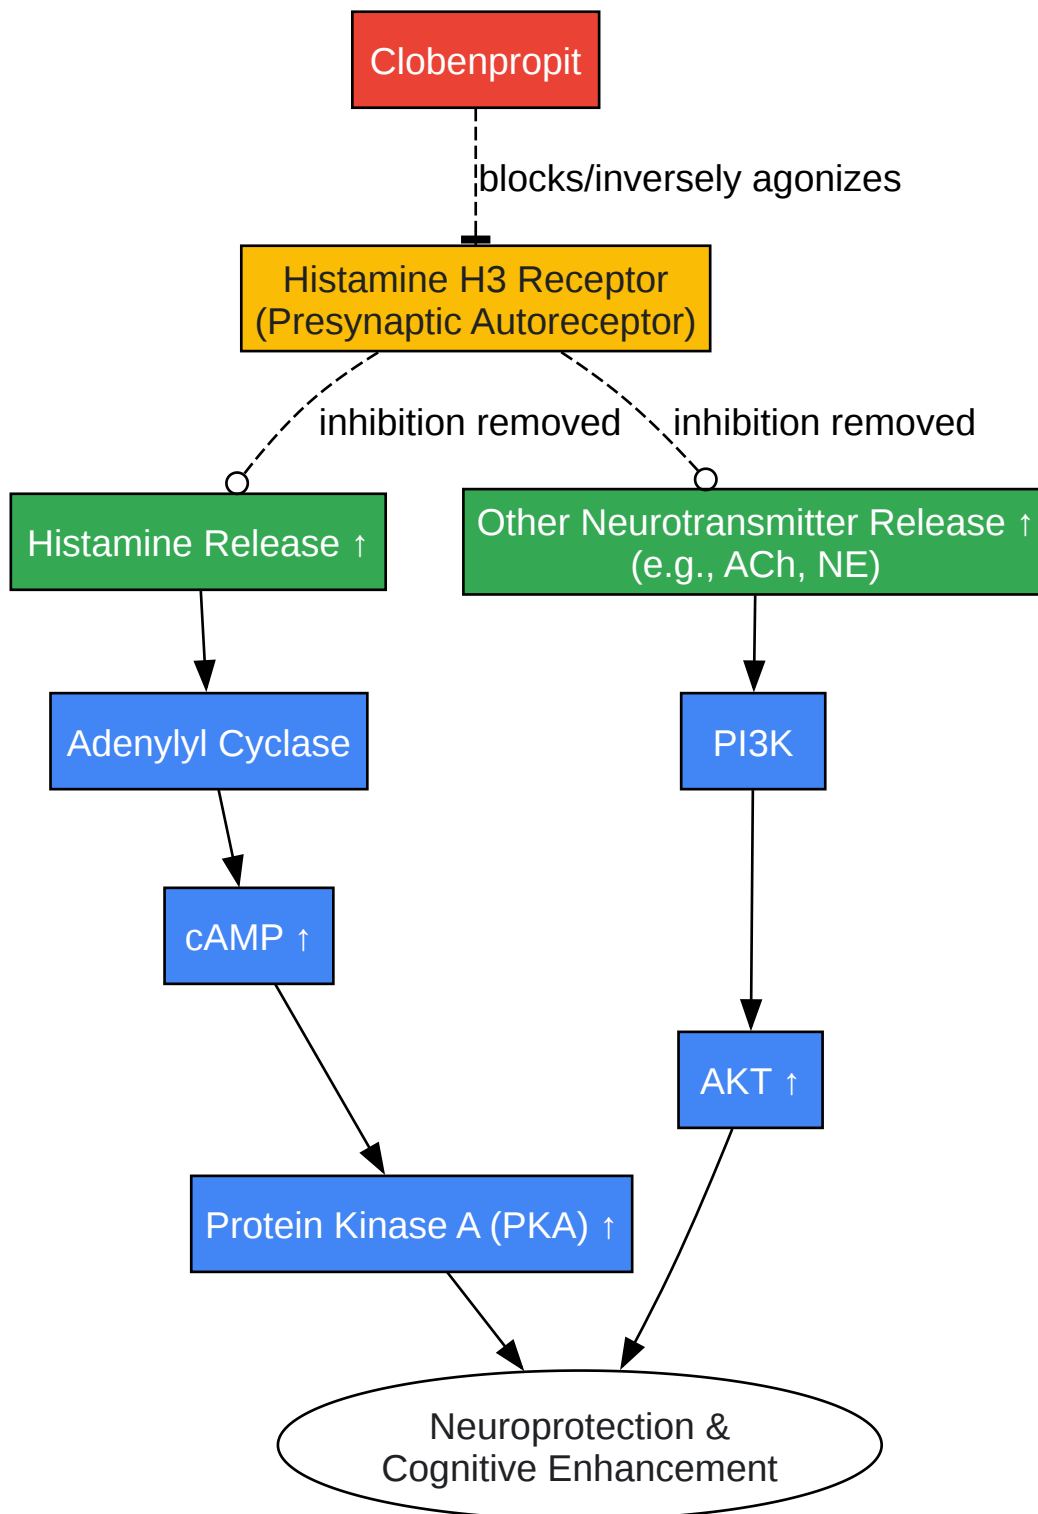 Clobenpropit
blocks/inversely agonizes
Histamine H3 Receptor
(Presynaptic Autoreceptor)
inhibition removed
inhibition removed
Histamine Release ↑
Other Neurotransmitter Release ↑
(e.g., ACh, NE)
Adenylyl Cyclase
PI3K
cAMP ↑
AKT ↑
Protein Kinase A (PKA) ↑
Neuroprotection &
Cognitive Enhancement